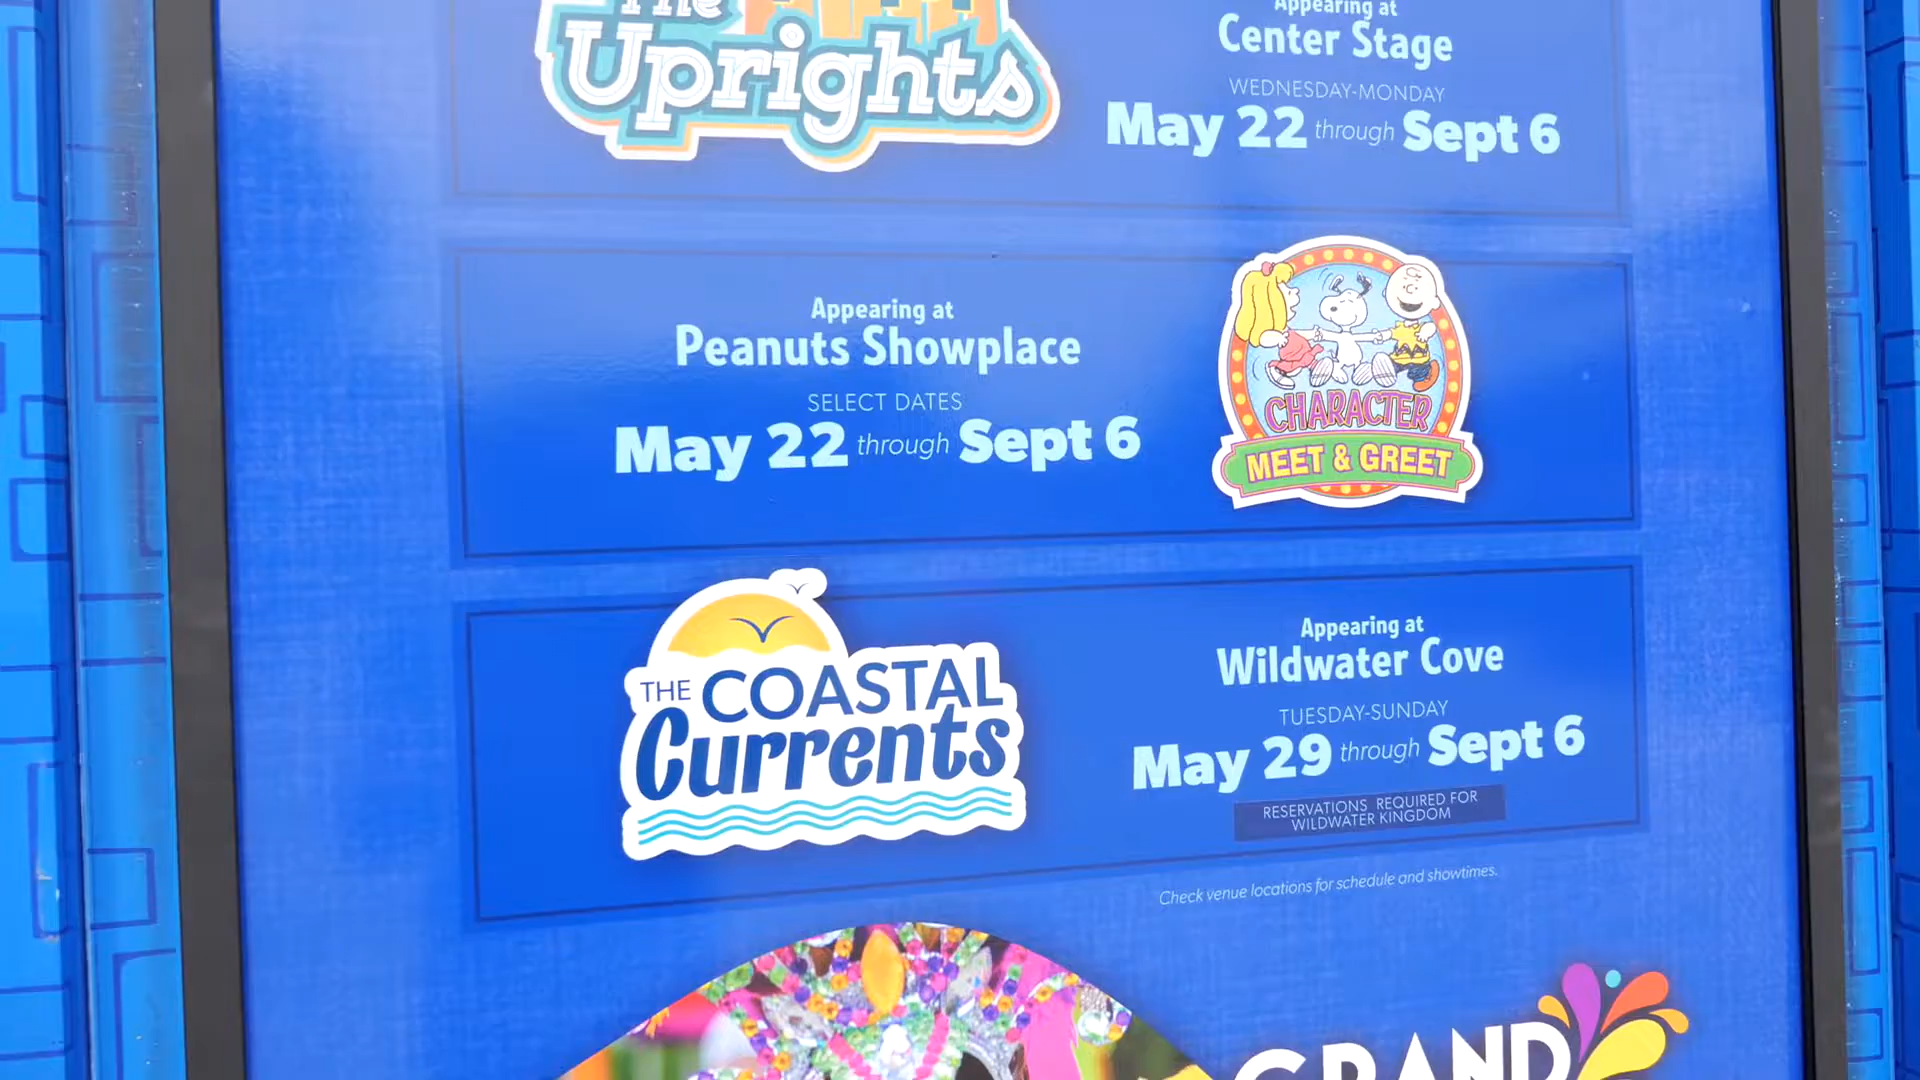 The
Uprights
Appearing at
Center Stage
WEDNESDAY-MONDAY
May 22 through Sept 6
Appearing at
Peanuts Showplace
SELECT DATES
May 22 through Sept 6
CHARACTER
MEET & GREET
THE COASTAL
Currents
Appearing at
Wildwater Cove
TUESDAY-SUNDAY
May 29 through Sept 6
RESERVATIONS REQUIRED FOR
WILDWATER KINGDOM
Check venue locations for schedule and showtimes.
GRAND